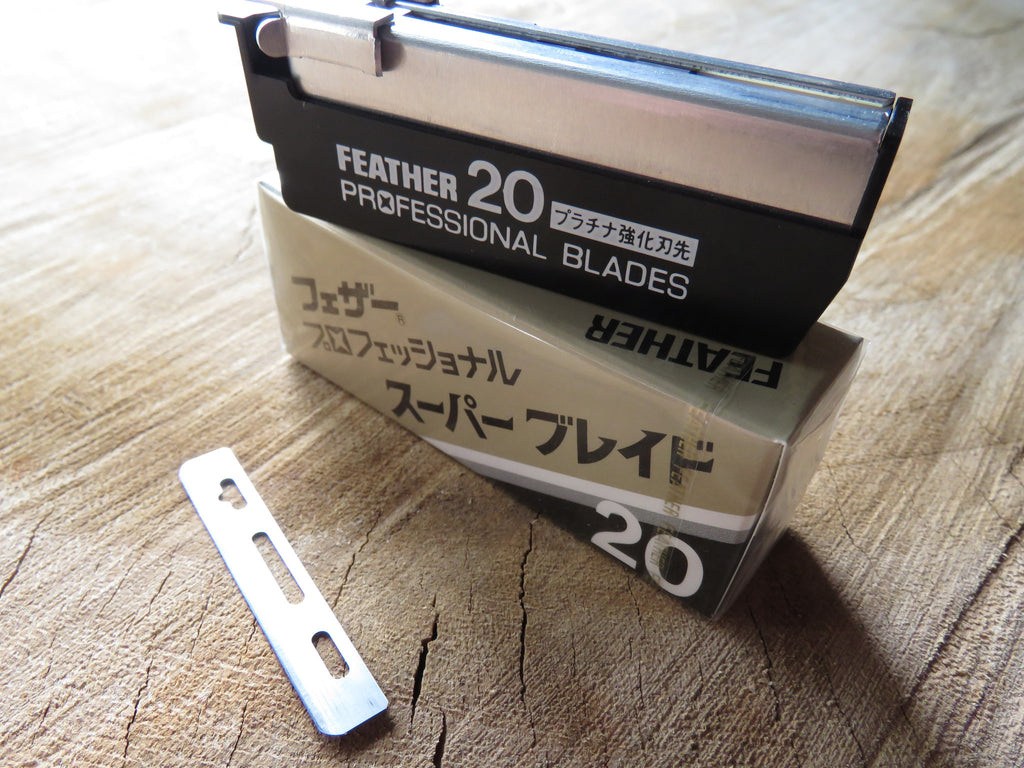 FEATHER 20 プラチナ強化刃先
PROFESSIONAL BLADES
FEATHER
フェザー®
プロフェッショナル
スーパーブレイド
20